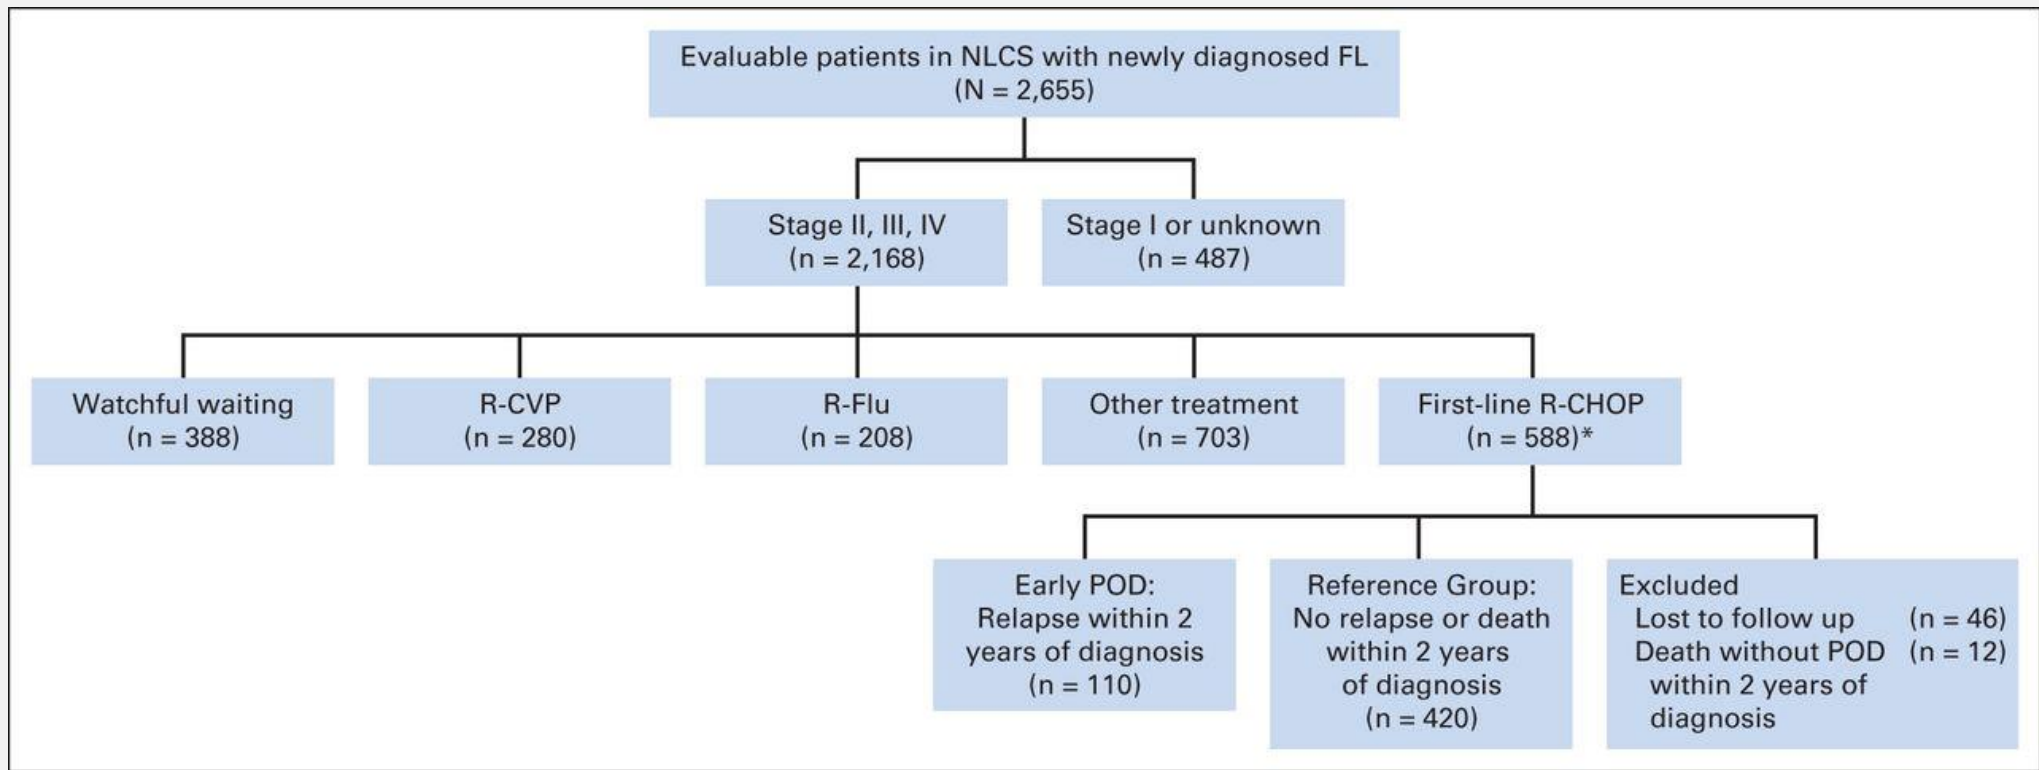 Evaluable patients in NLCS with newly diagnosed FL
(N = 2,655)
Stage II, III, IV
(n = 2,168)
Stage I or unknown
(n = 487)
Watchful waiting
(n = 388)
R-CVP
(n = 280)
R-Flu
(n = 208)
Other treatment
(n = 703)
First-line R-CHOP
(n = 588)*
Early POD:
Relapse within 2
years of diagnosis
(n = 110)
Reference Group:
No relapse or death
within 2 years
of diagnosis
(n = 420)
Excluded
Lost to follow up (n = 46)
Death without POD (n = 12)
within 2 years of
diagnosis